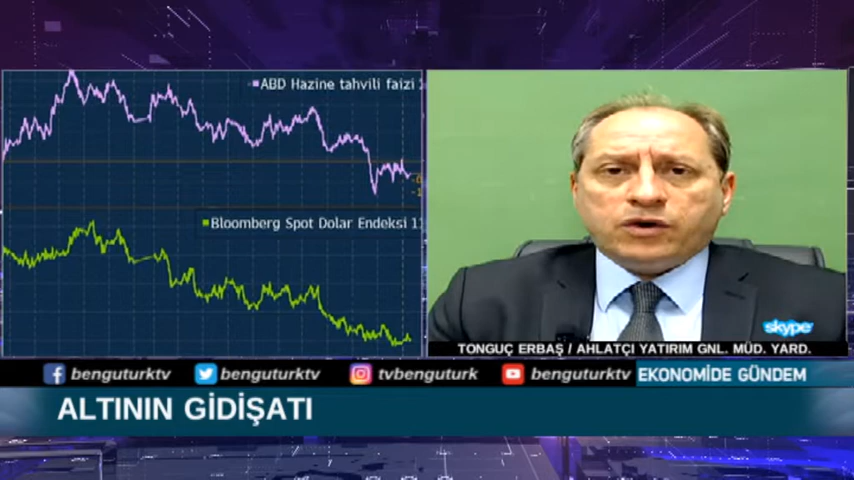 ABD Hazine tahvili faizi
Bloomberg Spot Dolar Endeksi 11
skype
TONGUÇ ERBAŞ / AHLATÇI YATIRIM GNL. MÜD. YARD.
benguturktv
benguturktv
tvbenguturk
benguturktv
EKONOMİDE GÜNDEM
ALTININ GİDİŞATI